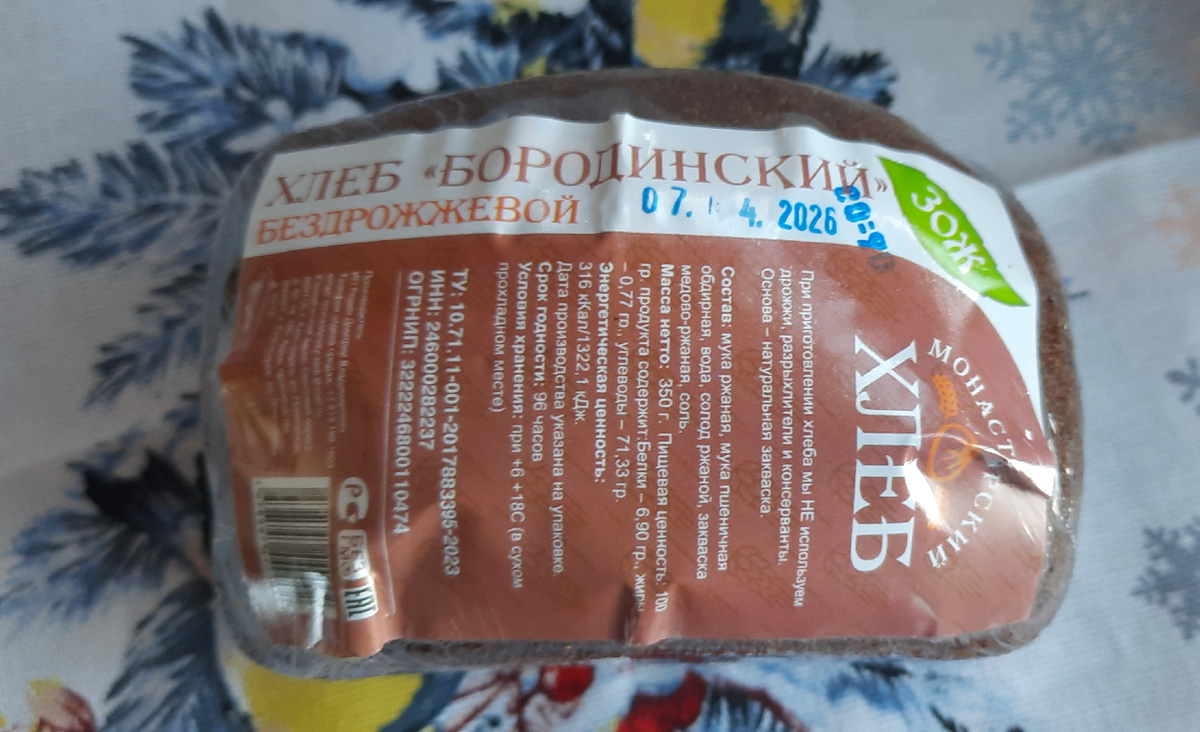 ХЛЕБ «БОРОДИНСКИЙ»
БЕЗДРОЖЖЕВОЙ
07. 4. 2026
ЗОЖ
МОНАСТЫРСКИЙ
ХЛЕБ
При приготовлении хлеба мы НЕ используем
дрожжи, разрыхлители и консерванты.
Основа – натуральная закваска.
Состав: мука ржаная, мука пшеничная
обдирная, вода, солод ржаной, закваска
медово-ржаная, соль.
Масса нетто: 350 г. Пищевая ценность: 100
гр. продукта содержит:Белки – 6,90 гр., жиры
– 0,77 гр., углеводы – 71,33 гр.
Энергетическая ценность:
316 кКал/1322,1 кДж.
Дата производства указана на упаковке.
Срок годности: 96 часов
Условия хранения: при +6 +18С (в сухом
прохладном месте)
ТУ: 10.71.11-001-2017883395-2023
ИНН: 246000282237
ОГРНИП: 322246800110474
РС
ЕАС